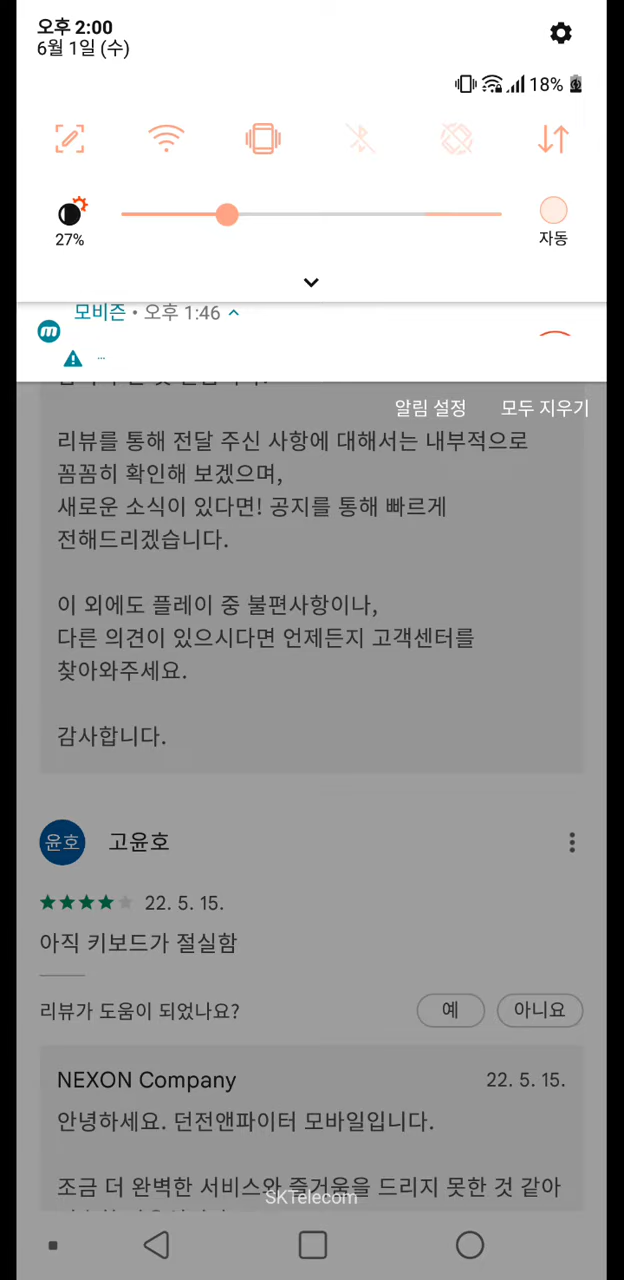 오후 2:00
6월 1일 (수)
18%
27%
자동
모비즌 • 오후 1:46
...
알림 설정 모두 지우기
리뷰를 통해 전달 주신 사항에 대해서는 내부적으로
꼼꼼히 확인해 보겠으며,
새로운 소식이 있다면! 공지를 통해 빠르게
전해드리겠습니다.
이 외에도 플레이 중 불편사항이나,
다른 의견이 있으시다면 언제든지 고객센터를
찾아와주세요.
감사합니다.
윤호 고윤호
22. 5. 15.
아직 키보드가 절실함
리뷰가 도움이 되었나요? 예 아니요
NEXON Company 22. 5. 15.
안녕하세요. 던전앤파이터 모바일입니다.
조금 더 완벽한 서비스와 즐거움을 드리지 못한 것 같아
SKTelecom